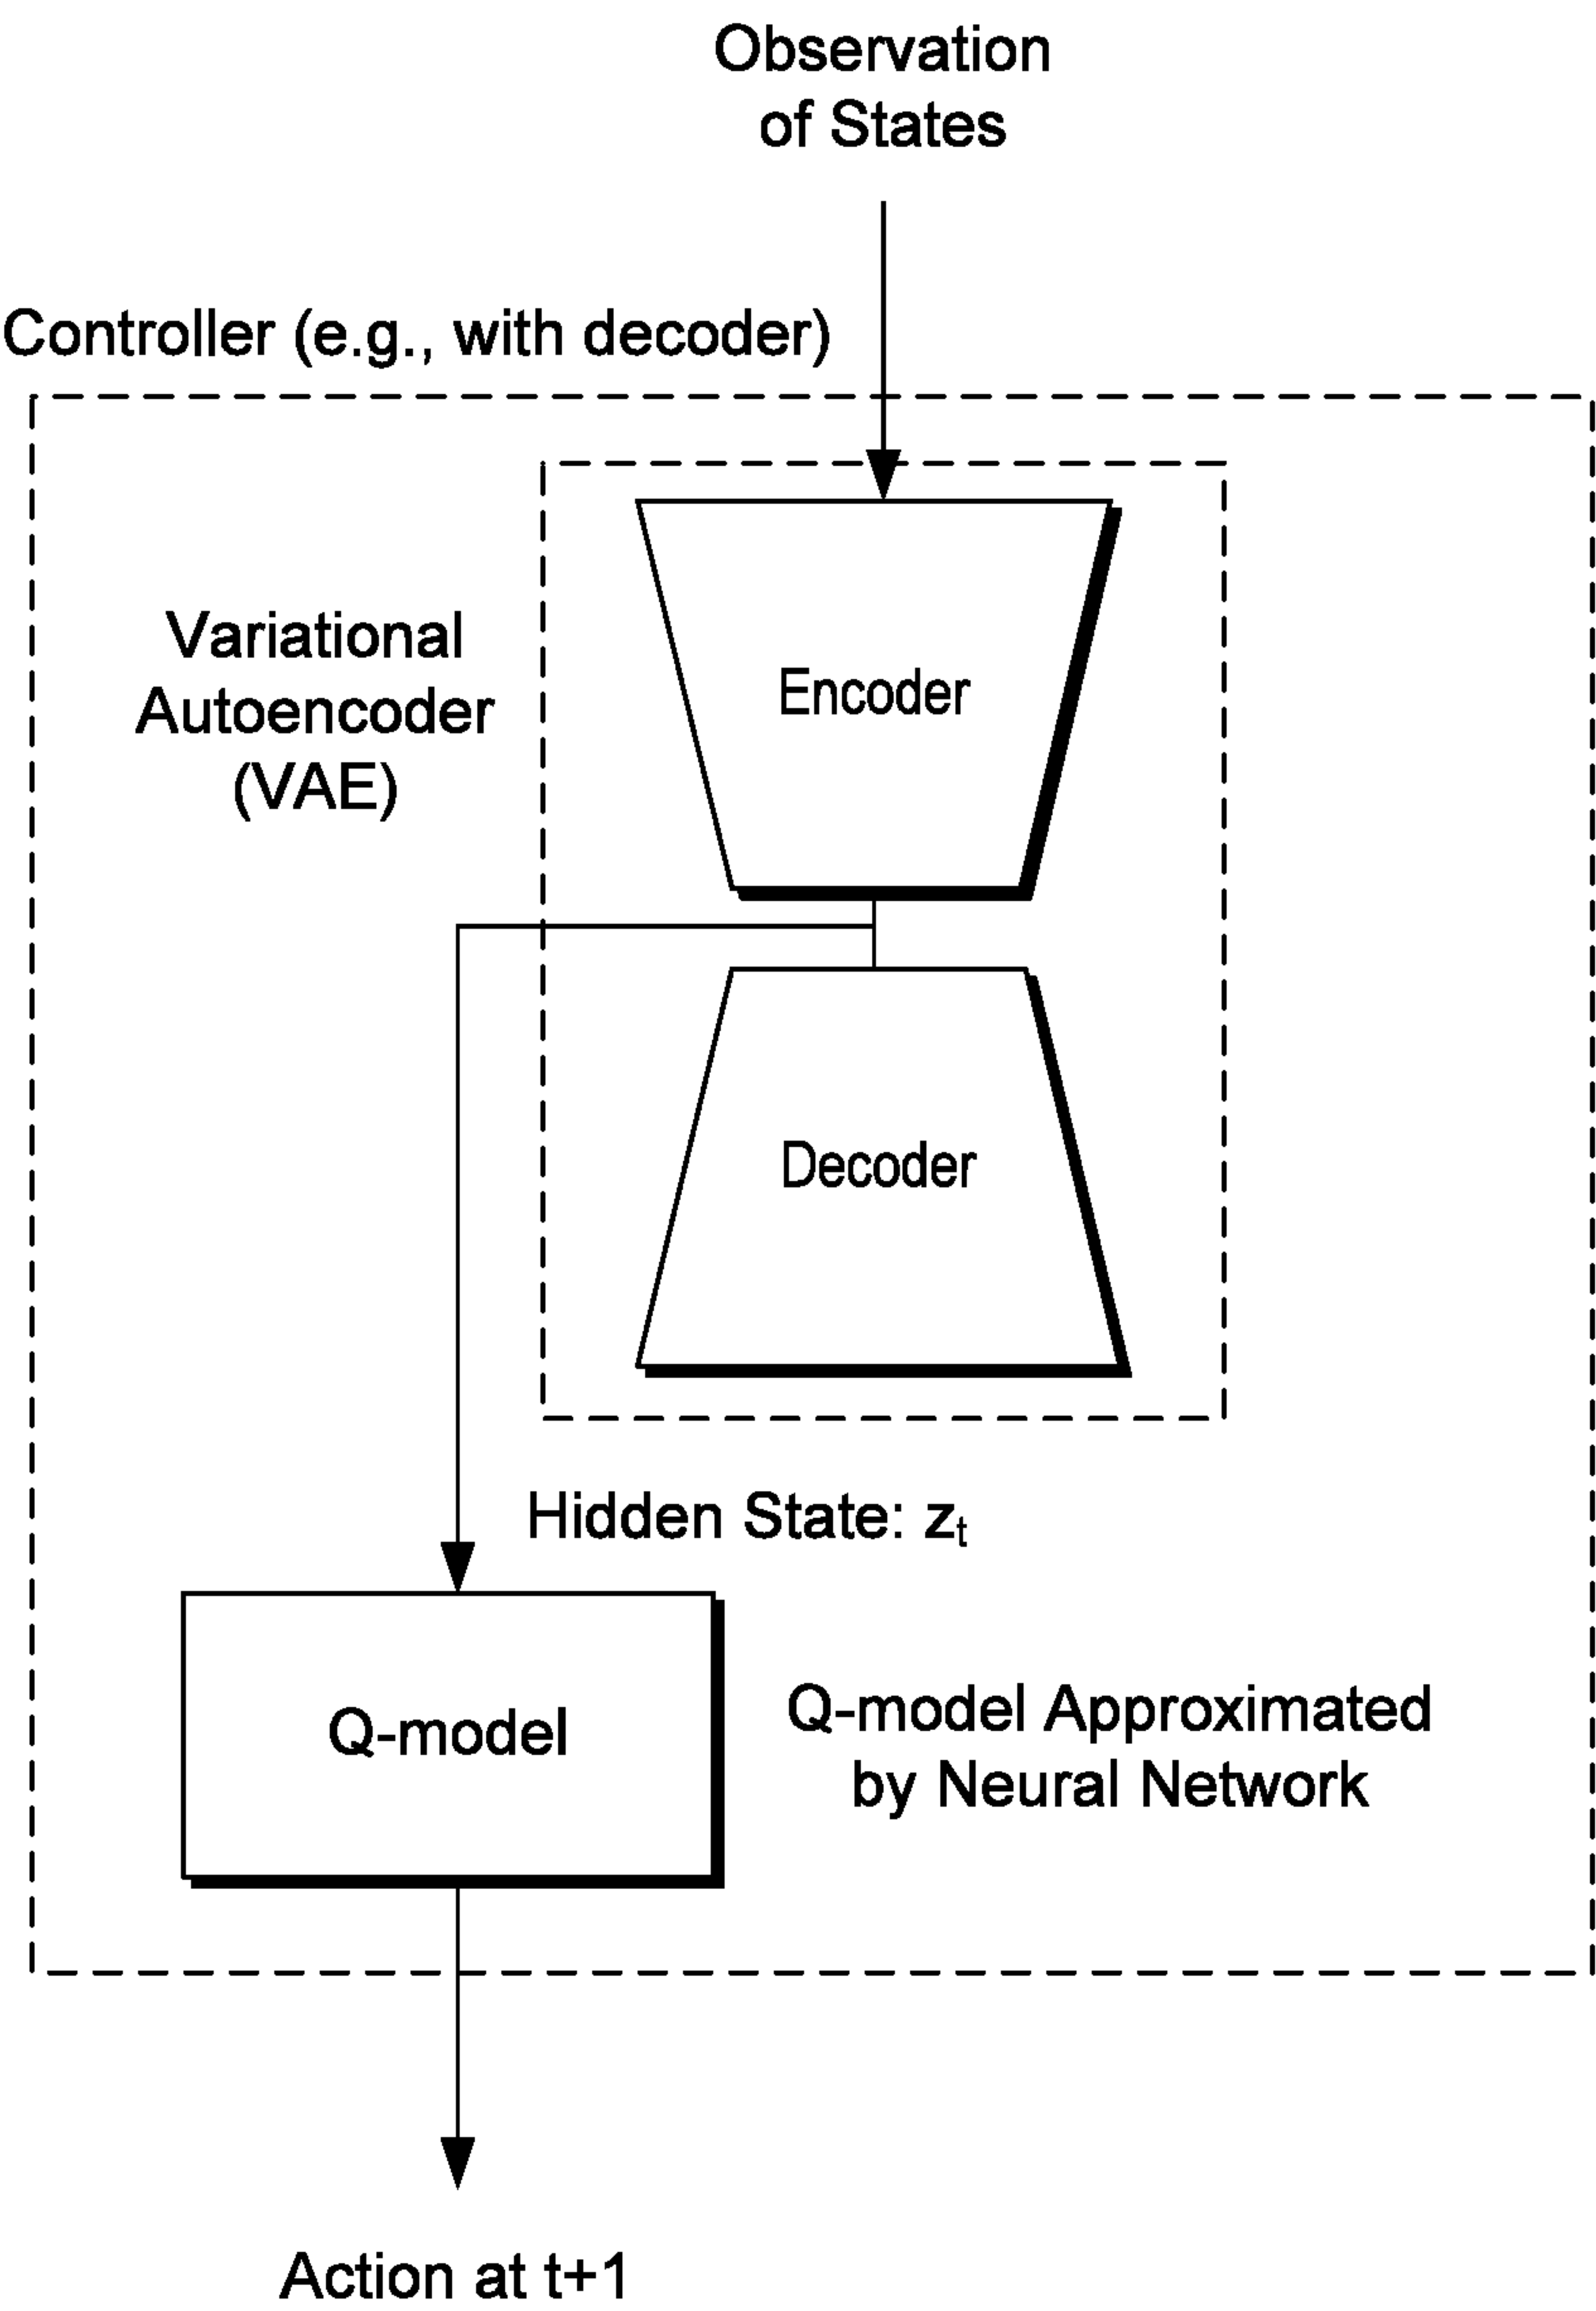 Observation
of States
Controller (e.g., with decoder)
Variational
Autoencoder
(VAE)
Encoder
Decoder
Hidden State: zₜ
Q-model
Q-model Approximated
by Neural Network
Action at t+1